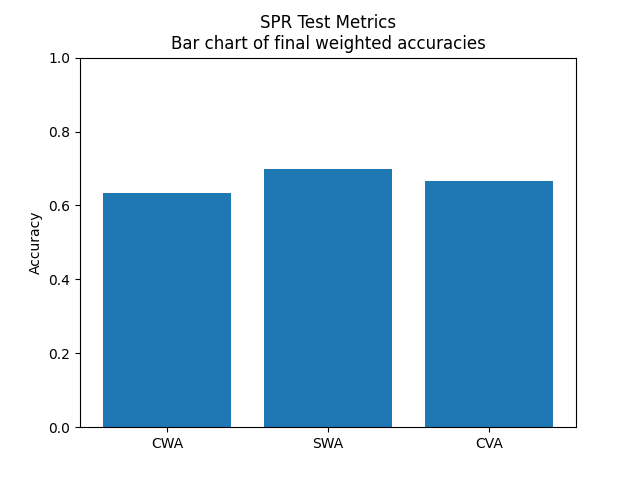 SPR Test Metrics
Bar chart of final weighted accuracies
1.0
0.8
0.6
0.4
0.2
0.0
Accuracy
CWA
SWA
CVA